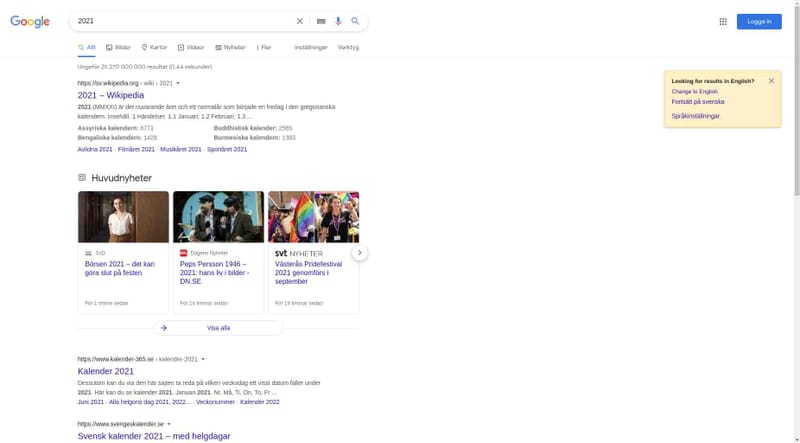 Google
2021
Logga in
Allt Bilder Kartor Videor Nyheter Fler Inställningar Verktyg
Ungefär 25 270 000 000 resultat (0,44 sekunder)
https://sv.wikipedia.org › wiki › 2021
2021 – Wikipedia
2021 (MMXXI) är det nuvarande året och ett normalår som började en fredag i den gregorianska
kalendern. Innehåll. 1 Händelser. 1.1 Januari; 1.2 Februari; 1.3 ...
Assyriska kalendern: 6771 Buddhistisk kalender: 2565
Bengaliska kalendern: 1428 Burmesiska kalendern: 1383
Avlidna 2021 · Filmåret 2021 · Musikåret 2021 · Sportåret 2021
Looking for results in English?
Change to English
Fortsätt på svenska
Språkinställningar
Huvudnyheter
SvD
Börsen 2021 – det kan
göra slut på festen
För 1 timme sedan
Dagens Nyheter
Peps Persson 1946 –
2021: hans liv i bilder -
DN.SE
För 16 timmar sedan
svt NYHETER
Västerås Pridefestival
2021 genomförs i
september
För 19 timmar sedan
Visa alla
https://www.kalender-365.se › kalender-2021
Kalender 2021
Dessutom kan du via den här sajten ta reda på vilken veckodag ett visst datum faller under
2021. Här kan du se kalender 2021. Januari 2021. Nr, Må, Ti, On, To, Fr ...
Juni 2021 · Alla helgons dag 2021, 2022... · Veckonummer · Kalender 2022
https://www.sverigeskalender.se
Svensk kalender 2021 – med helgdagar